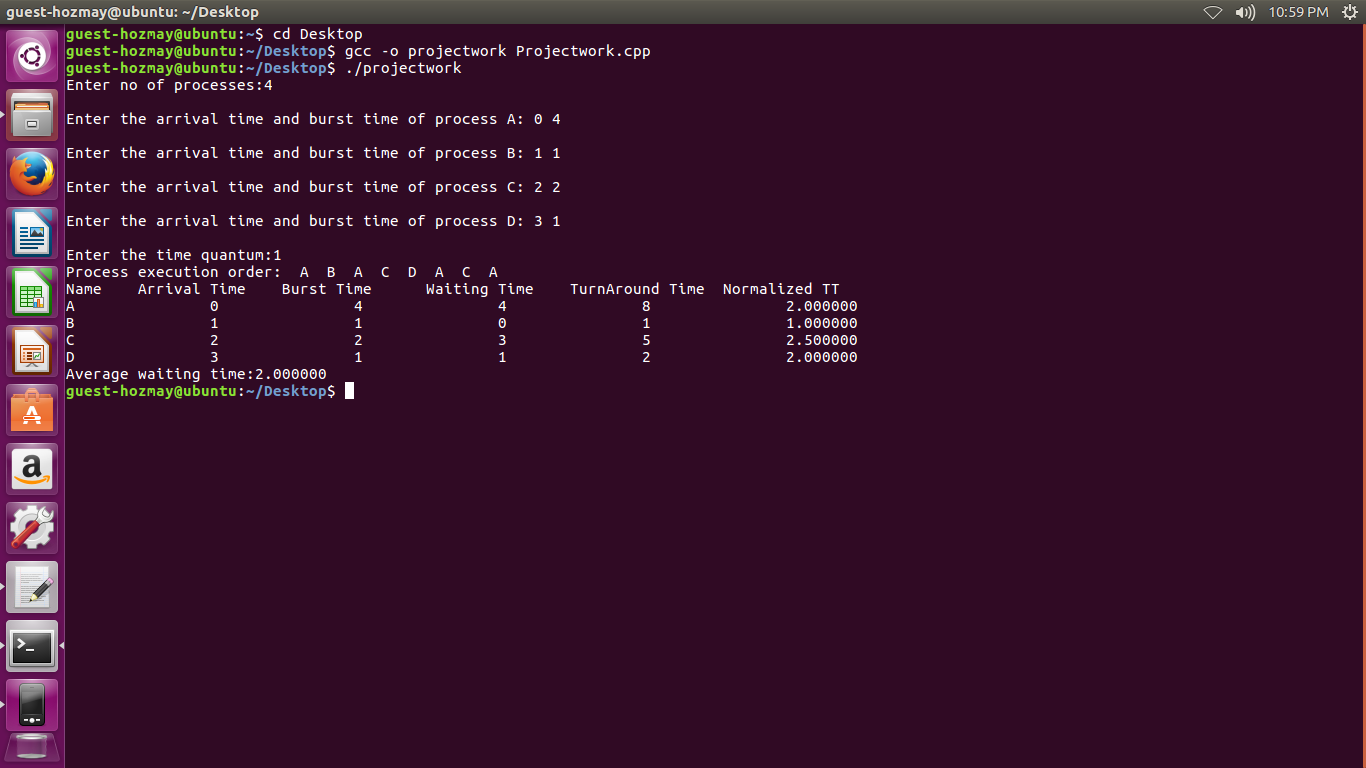 guest-hozmay@ubuntu: ~/Desktop
10:59 PM
guest-hozmay@ubuntu:~$ cd Desktop
guest-hozmay@ubuntu:~/Desktop$ gcc -o projectwork Projectwork.cpp
guest-hozmay@ubuntu:~/Desktop$ ./projectwork
Enter no of processes:4
Enter the arrival time and burst time of process A: 0 4
Enter the arrival time and burst time of process B: 1 1
Enter the arrival time and burst time of process C: 2 2
Enter the arrival time and burst time of process D: 3 1
Enter the time quantum:1
Process execution order:  A  B  A  C  D  A  C  A
Name    Arrival Time    Burst Time      Waiting Time    TurnAround Time  Normalized TT
A               0               4               4               8               2.000000
B               1               1               0               1               1.000000
C               2               2               3               5               2.500000
D               3               1               1               2               2.000000
Average waiting time:2.000000
guest-hozmay@ubuntu:~/Desktop$